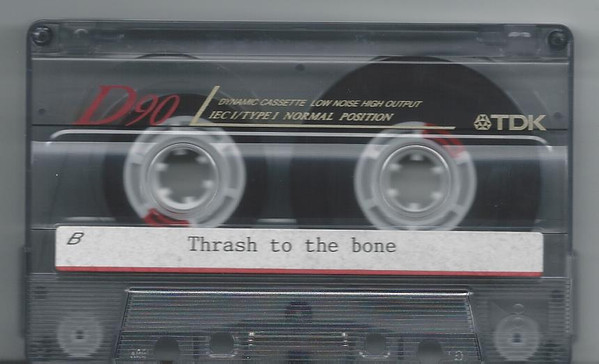 D90
DYNAMIC CASSETTE LOW NOISE HIGH OUTPUT
IEC I/TYPE I NORMAL POSITION
TDK
B
Thrash to the bone